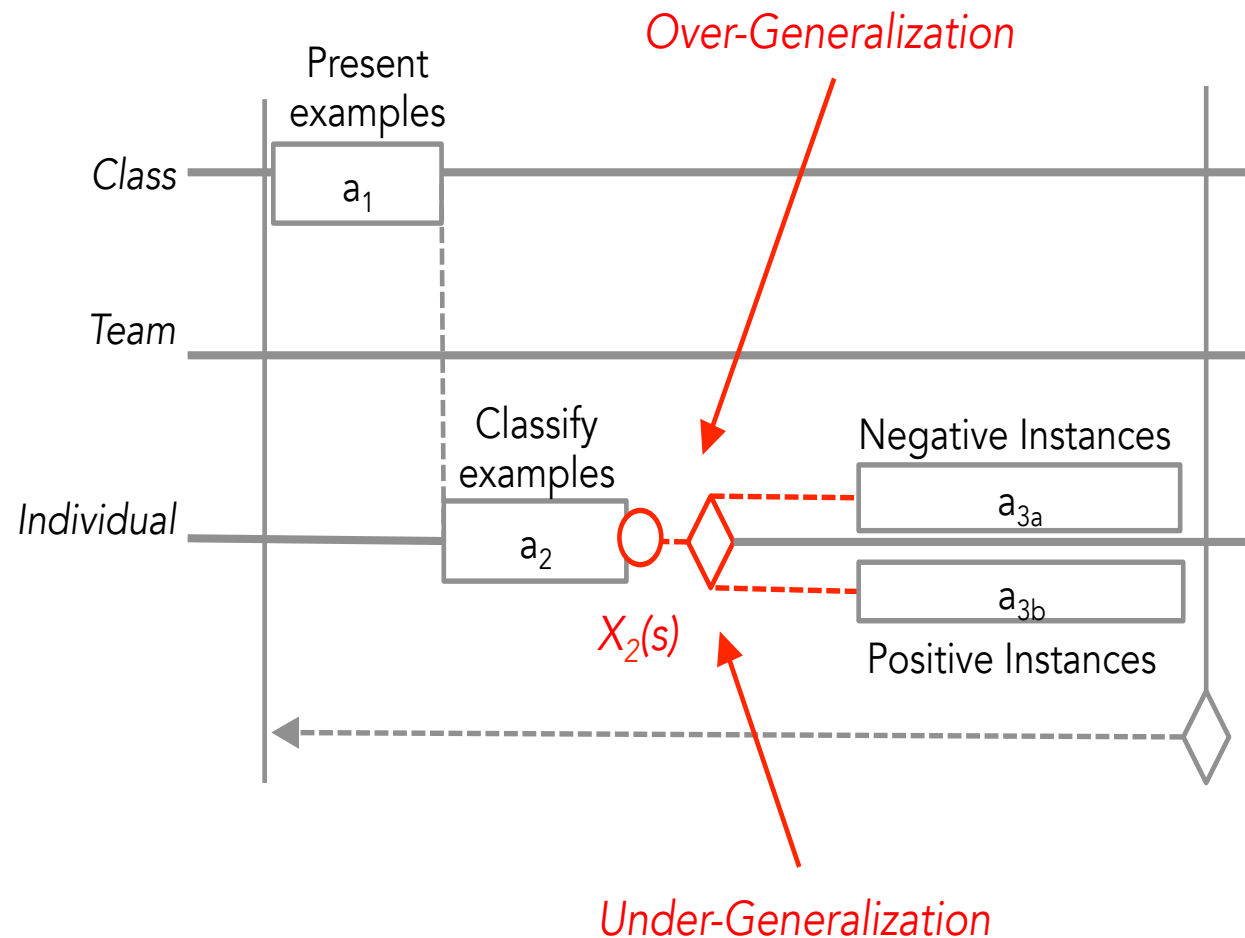 Over-Generalization
Present
examples
Class
a₁
Team
Classify
examples
Negative Instances
a₃ₐ
Individual
a₂
a₃b
X₂(s)
Positive Instances
Under-Generalization